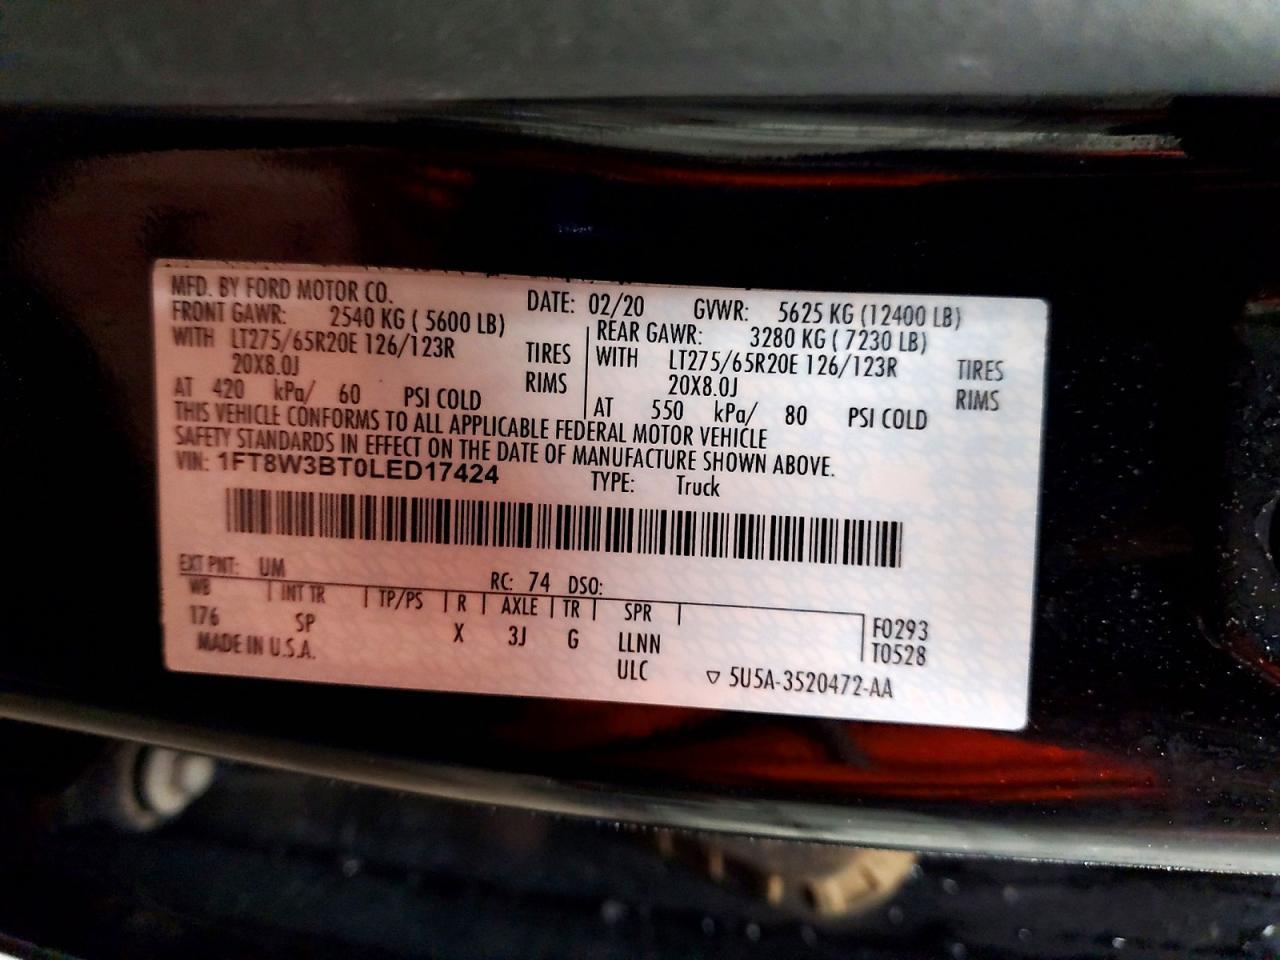 MFD. BY FORD MOTOR CO. DATE: 02/20 GVWR: 5625 KG (12400 LB)
FRONT GAWR: 2540 KG ( 5600 LB) REAR GAWR: 3280 KG ( 7230 LB)
WITH LT275/65R20E 126/123R TIRES WITH LT275/65R20E 126/123R TIRES
20X8.0J RIMS 20X8.0J RIMS
AT 420 kPa/ 60 PSI COLD AT 550 kPa/ 80 PSI COLD
THIS VEHICLE CONFORMS TO ALL APPLICABLE FEDERAL MOTOR VEHICLE
SAFETY STANDARDS IN EFFECT ON THE DATE OF MANUFACTURE SHOWN ABOVE.
VIN: 1FT8W3BT0LED17424 TYPE: Truck
EXT PNT: UM RC: 74 DSO:
WB INT TR TP/PS R AXLE TR SPR
176 SP X 3J G LLNN F0293
MADE IN U.S.A. ULC T0528
▽ 5U5A-3520472-AA